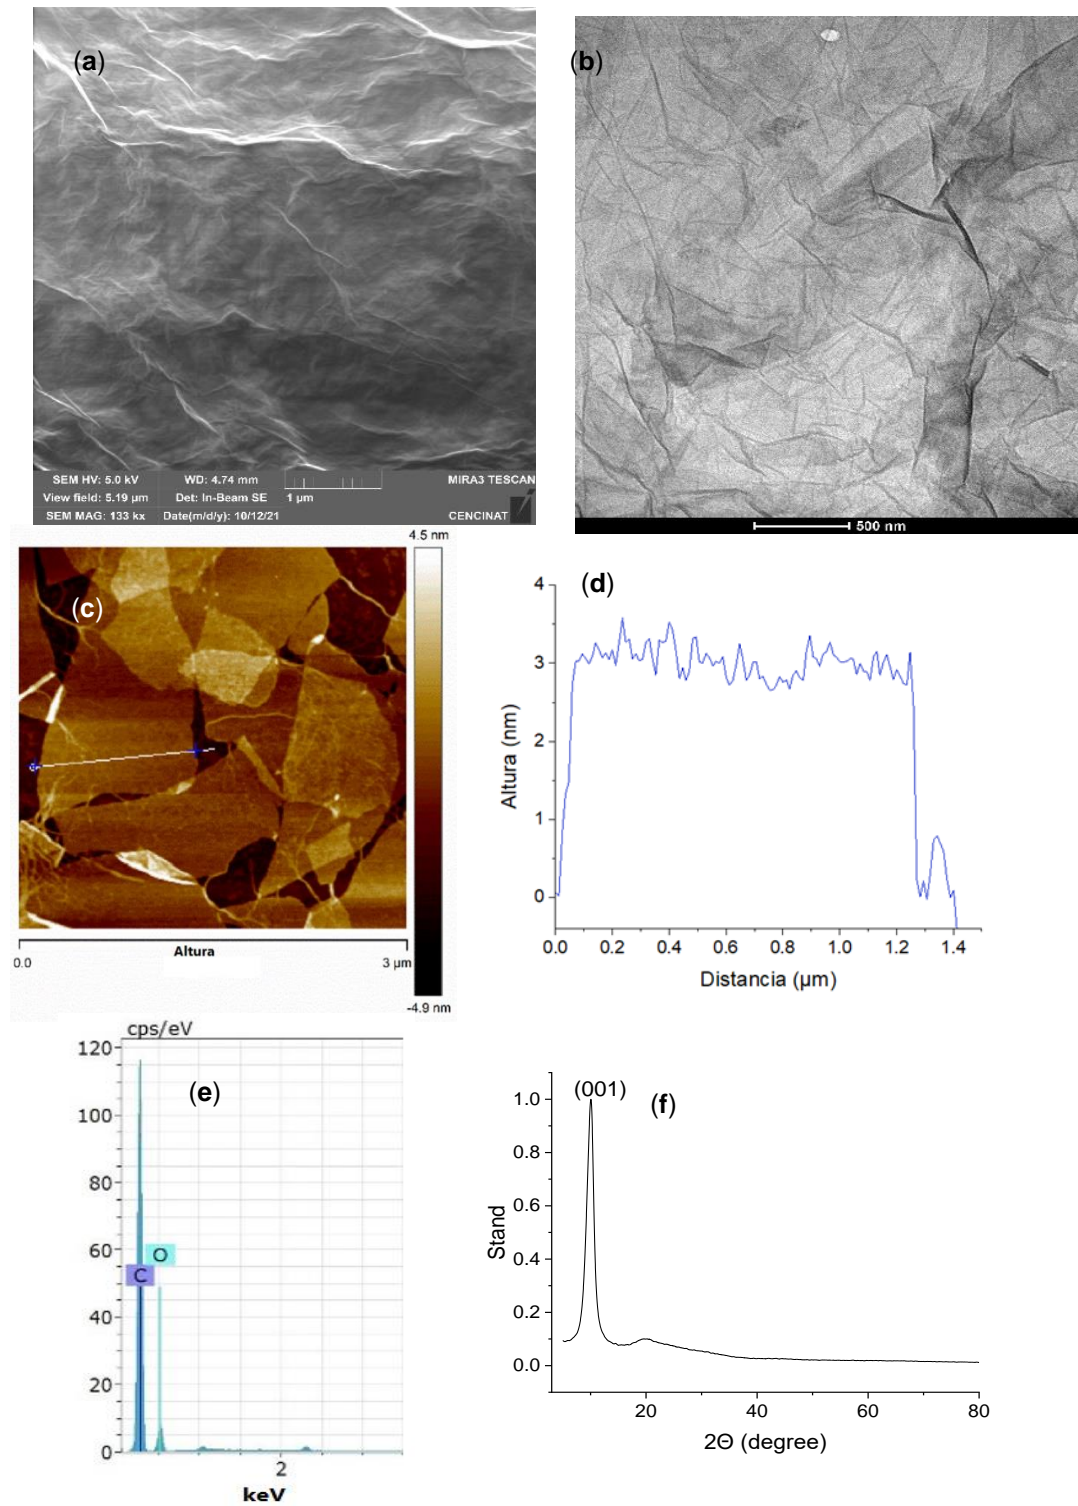 (a)
SEM HV: 5.0 kV WD: 4.74 mm MIRA3 TESCAN
View field: 5.19 µm Det: In-Beam SE 1 µm
SEM MAG: 133 kx Date(m/d/y): 10/12/21 CENCINAT
(b)
500 nm
(c)
4.5 nm
-4.9 nm
Altura
0.0 3 µm
(d)
Altura (nm)
4
3
2
1
0
0.0 0.2 0.4 0.6 0.8 1.0 1.2 1.4
Distancia (µm)
(e)
cps/eV
120
100
80
60
40
20
0
O
C
2
keV
(f)
(001)
Stand
1.0
0.8
0.6
0.4
0.2
0.0
20 40 60 80
2Θ (degree)